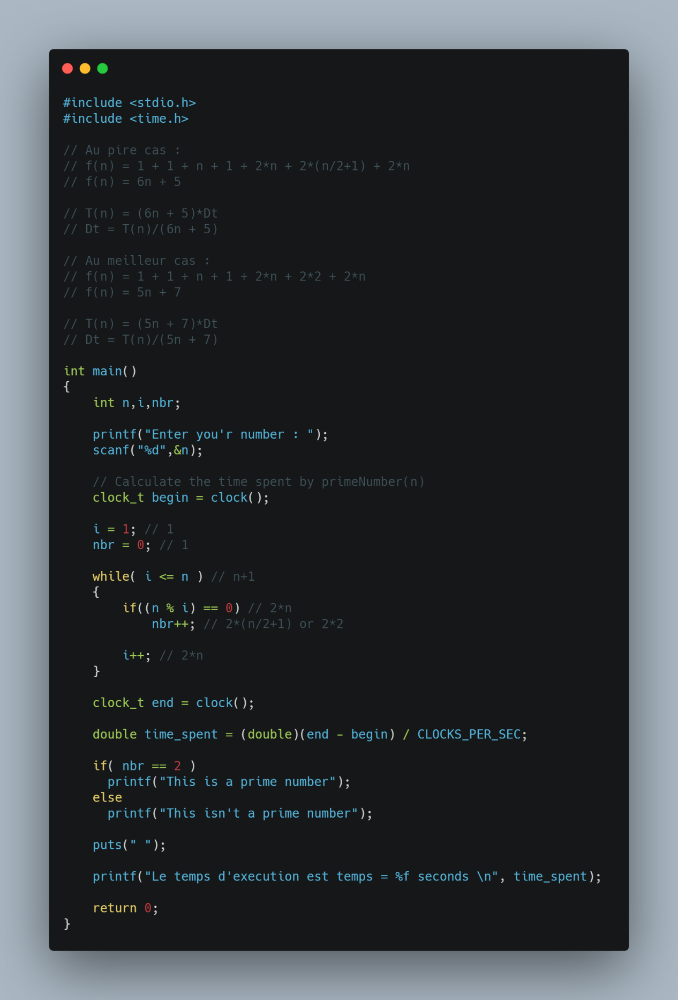 #include <stdio.h>
#include <time.h>
// Au pire cas :
// f(n) = 1 + 1 + n + 1 + 2*n + 2*(n/2+1) + 2*n
// f(n) = 6n + 5
// T(n) = (6n + 5)*Dt
// Dt = T(n)/(6n + 5)
// Au meilleur cas :
// f(n) = 1 + 1 + n + 1 + 2*n + 2*2 + 2*n
// f(n) = 5n + 7
// T(n) = (5n + 7)*Dt
// Dt = T(n)/(5n + 7)
int main()
{
    int n,i,nbr;
    printf("Enter you'r number : ");
    scanf("%d",&n);
    // Calculate the time spent by primeNumber(n)
    clock_t begin = clock();
    i = 1; // 1
    nbr = 0; // 1
    while( i <= n ) // n+1
    {
        if((n % i) == 0) // 2*n
            nbr++; // 2*(n/2+1) or 2*2
        i++; // 2*n
    }
    clock_t end = clock();
    double time_spent = (double)(end - begin) / CLOCKS_PER_SEC;
    if( nbr == 2 )
      printf("This is a prime number");
    else
      printf("This isn't a prime number");
    puts(" ");
    printf("Le temps d'execution est temps = %f seconds \n", time_spent);
    return 0;
}